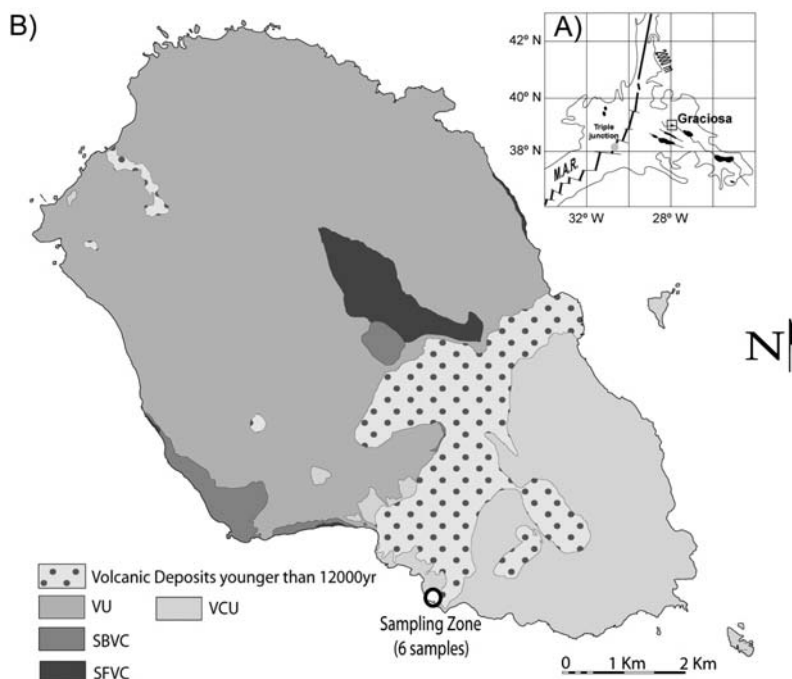 B)
A)
42° N
40° N
38° N
32° W
28° W
2000 m
Graciosa
Triple
junction
M.A.R.
N
Volcanic Deposits younger than 12000yr
VU
VCU
SBVC
SFVC
Sampling Zone
(6 samples)
0 1 Km 2 Km